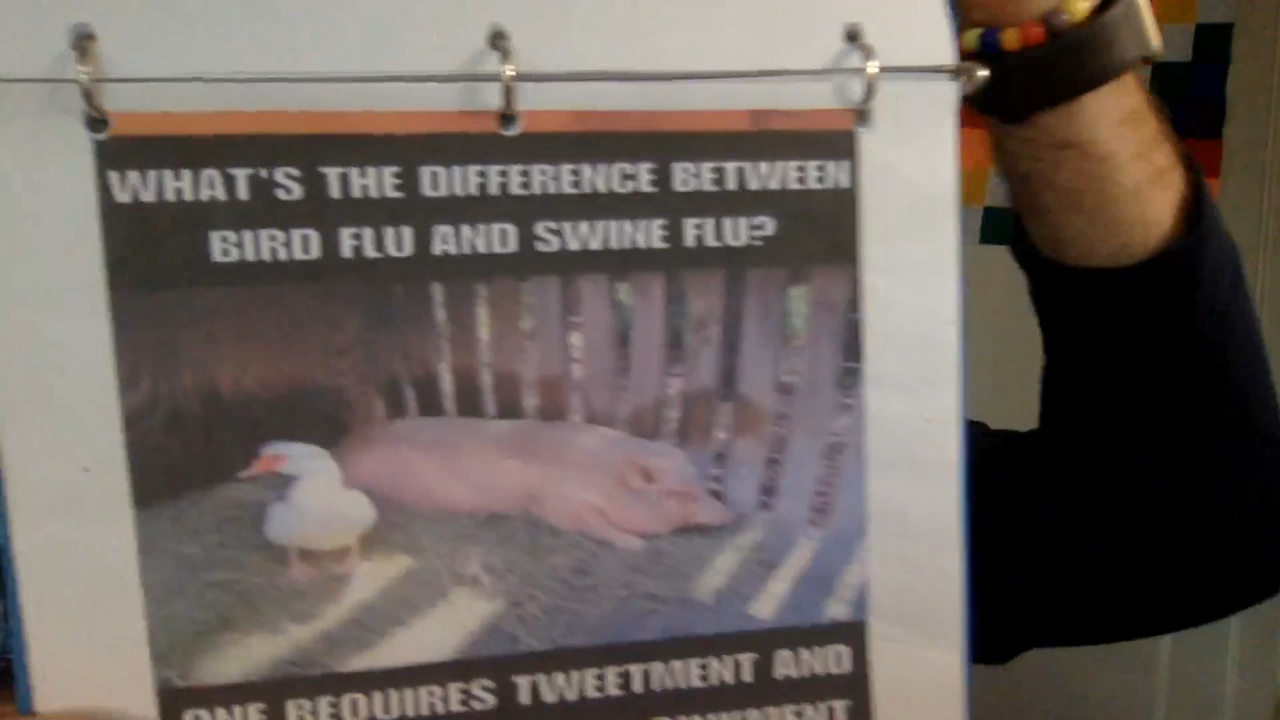 WHAT'S THE DIFFERENCE BETWEEN
BIRD FLU AND SWINE FLU?
ONE REQUIRES TWEETMENT AND